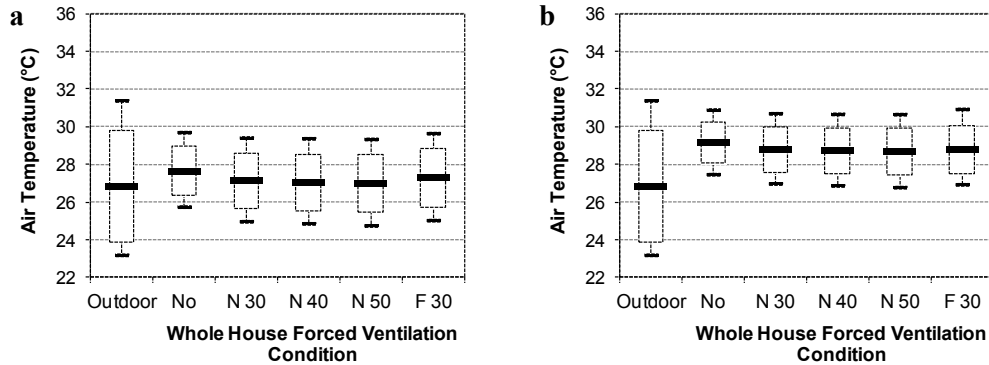 a
36
34
32
30
28
26
24
22
Air Temperature (°C)
Outdoor No N 30 N 40 N 50 F 30
Whole House Forced Ventilation
Condition
b
36
34
32
30
28
26
24
22
Air Temperature (°C)
Outdoor No N 30 N 40 N 50 F 30
Whole House Forced Ventilation
Condition